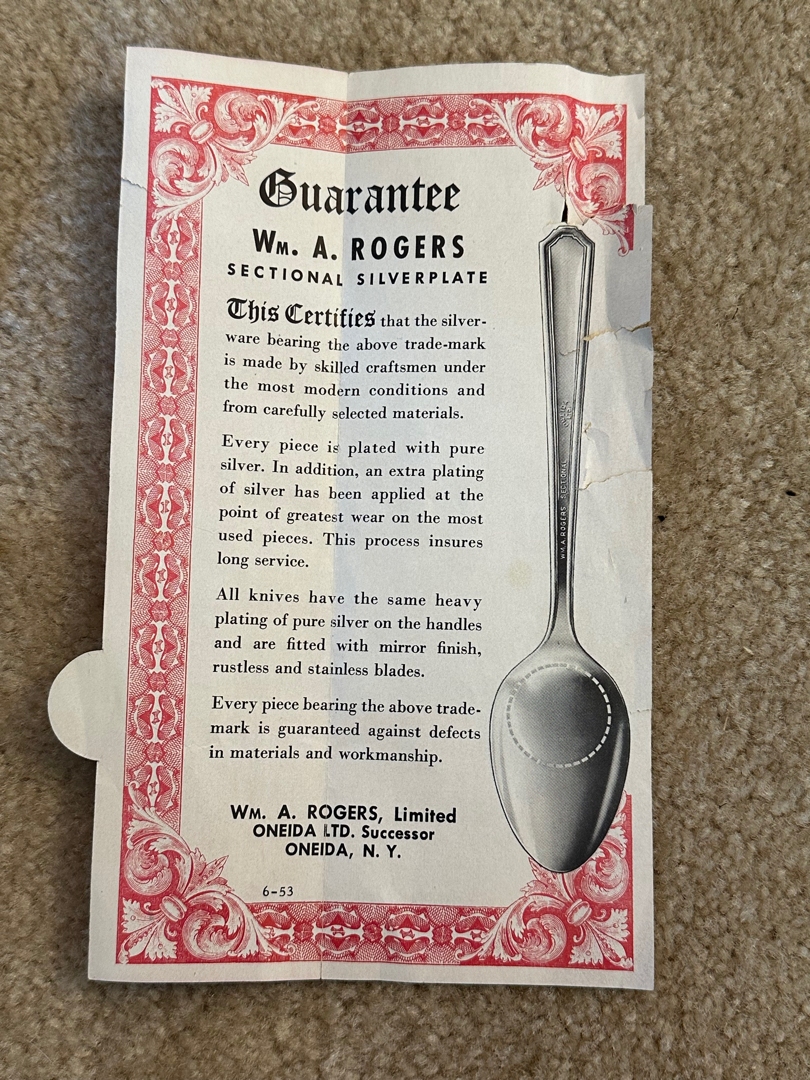 Guarantee
WM. A. ROGERS
SECTIONAL SILVERPLATE
This Certifies that the silver-
ware bearing the above trade-mark
is made by skilled craftsmen under
the most modern conditions and
from carefully selected materials.
Every piece is plated with pure
silver. In addition, an extra plating
of silver has been applied at the
point of greatest wear on the most
used pieces. This process insures
long service.
All knives have the same heavy
plating of pure silver on the handles
and are fitted with mirror finish,
rustless and stainless blades.
Every piece bearing the above trade-
mark is guaranteed against defects
in materials and workmanship.
WM. A. ROGERS, Limited
ONEIDA LTD. Successor
ONEIDA, N. Y.
6-53
WM.A.ROGERS SECTIONAL